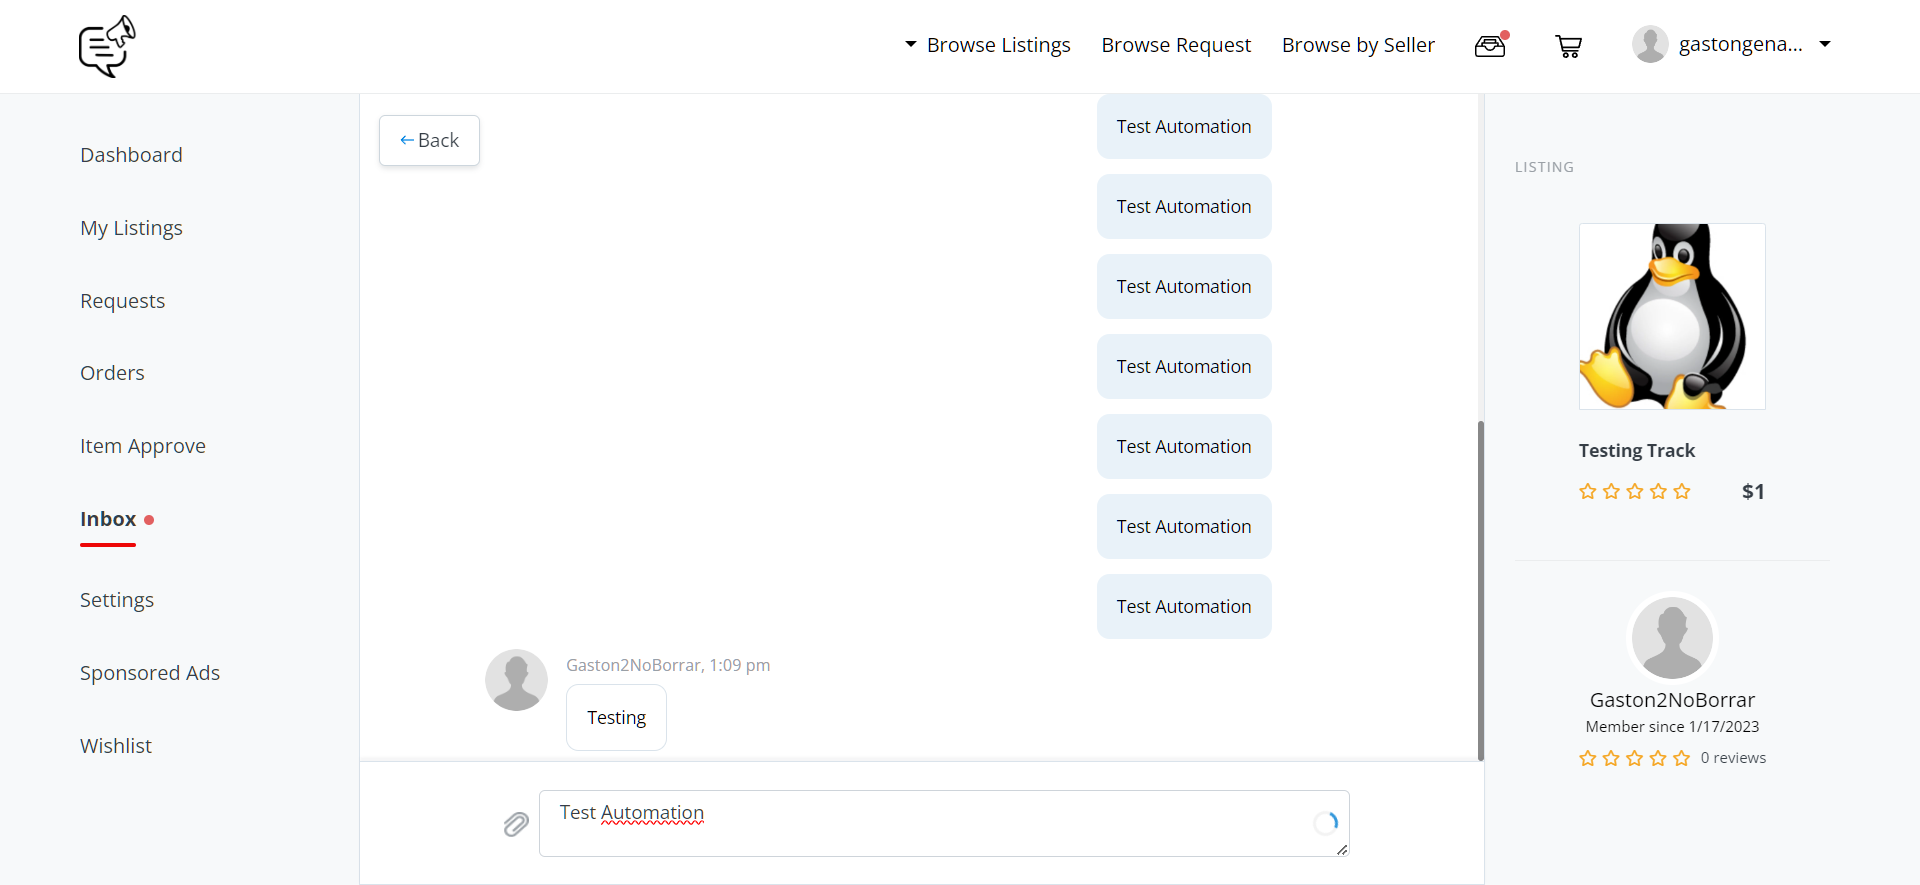 Browse Listings Browse Request Browse by Seller gastongena...
Dashboard
My Listings
Requests
Orders
Item Approve
Inbox
Settings
Sponsored Ads
Wishlist
Back
Test Automation
Test Automation
Test Automation
Test Automation
Test Automation
Test Automation
Test Automation
Gaston2NoBorrar, 1:09 pm
Testing
Test Automation
LISTING
Testing Track
$1
Gaston2NoBorrar
Member since 1/17/2023
0 reviews